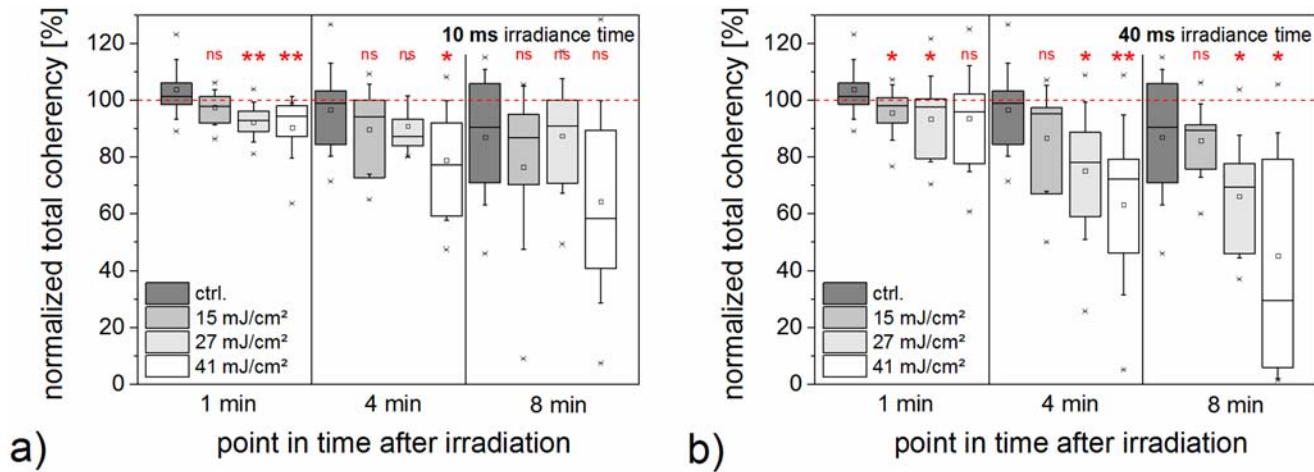 10 ms irradiance time
ns ** ** ns ns * ns ns ns
normalized total coherency [%]
120
100
80
60
40
20
0
ctrl.
15 mJ/cm²
27 mJ/cm²
41 mJ/cm²
1 min 4 min 8 min
point in time after irradiation
a)
40 ms irradiance time
* * ns ns * ** ns * *
normalized total coherency [%]
120
100
80
60
40
20
0
ctrl.
15 mJ/cm²
27 mJ/cm²
41 mJ/cm²
1 min 4 min 8 min
point in time after irradiation
b)